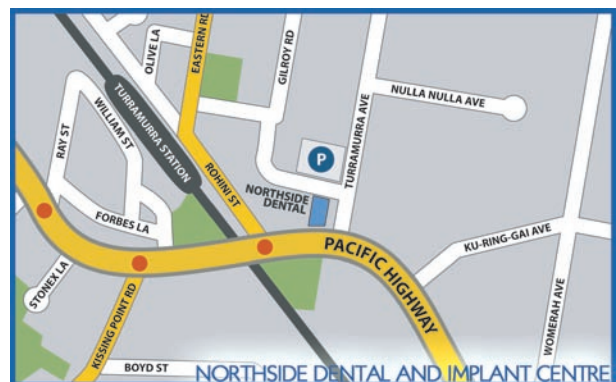 OLIVE LA
EASTERN RD
GILROY RD
TURRAMURRA AVE
NULLA NULLA AVE
RAY ST
WILLIAM ST
TURRAMURRA STATION
P
ROHINI ST
NORTHSIDE
DENTAL
FORBES LA
PACIFIC HIGHWAY
KU-RING-GAI AVE
STONEX LA
KISSING POINT RD
WOMERAH AVE
BOYD ST
NORTHSIDE DENTAL AND IMPLANT CENTRE